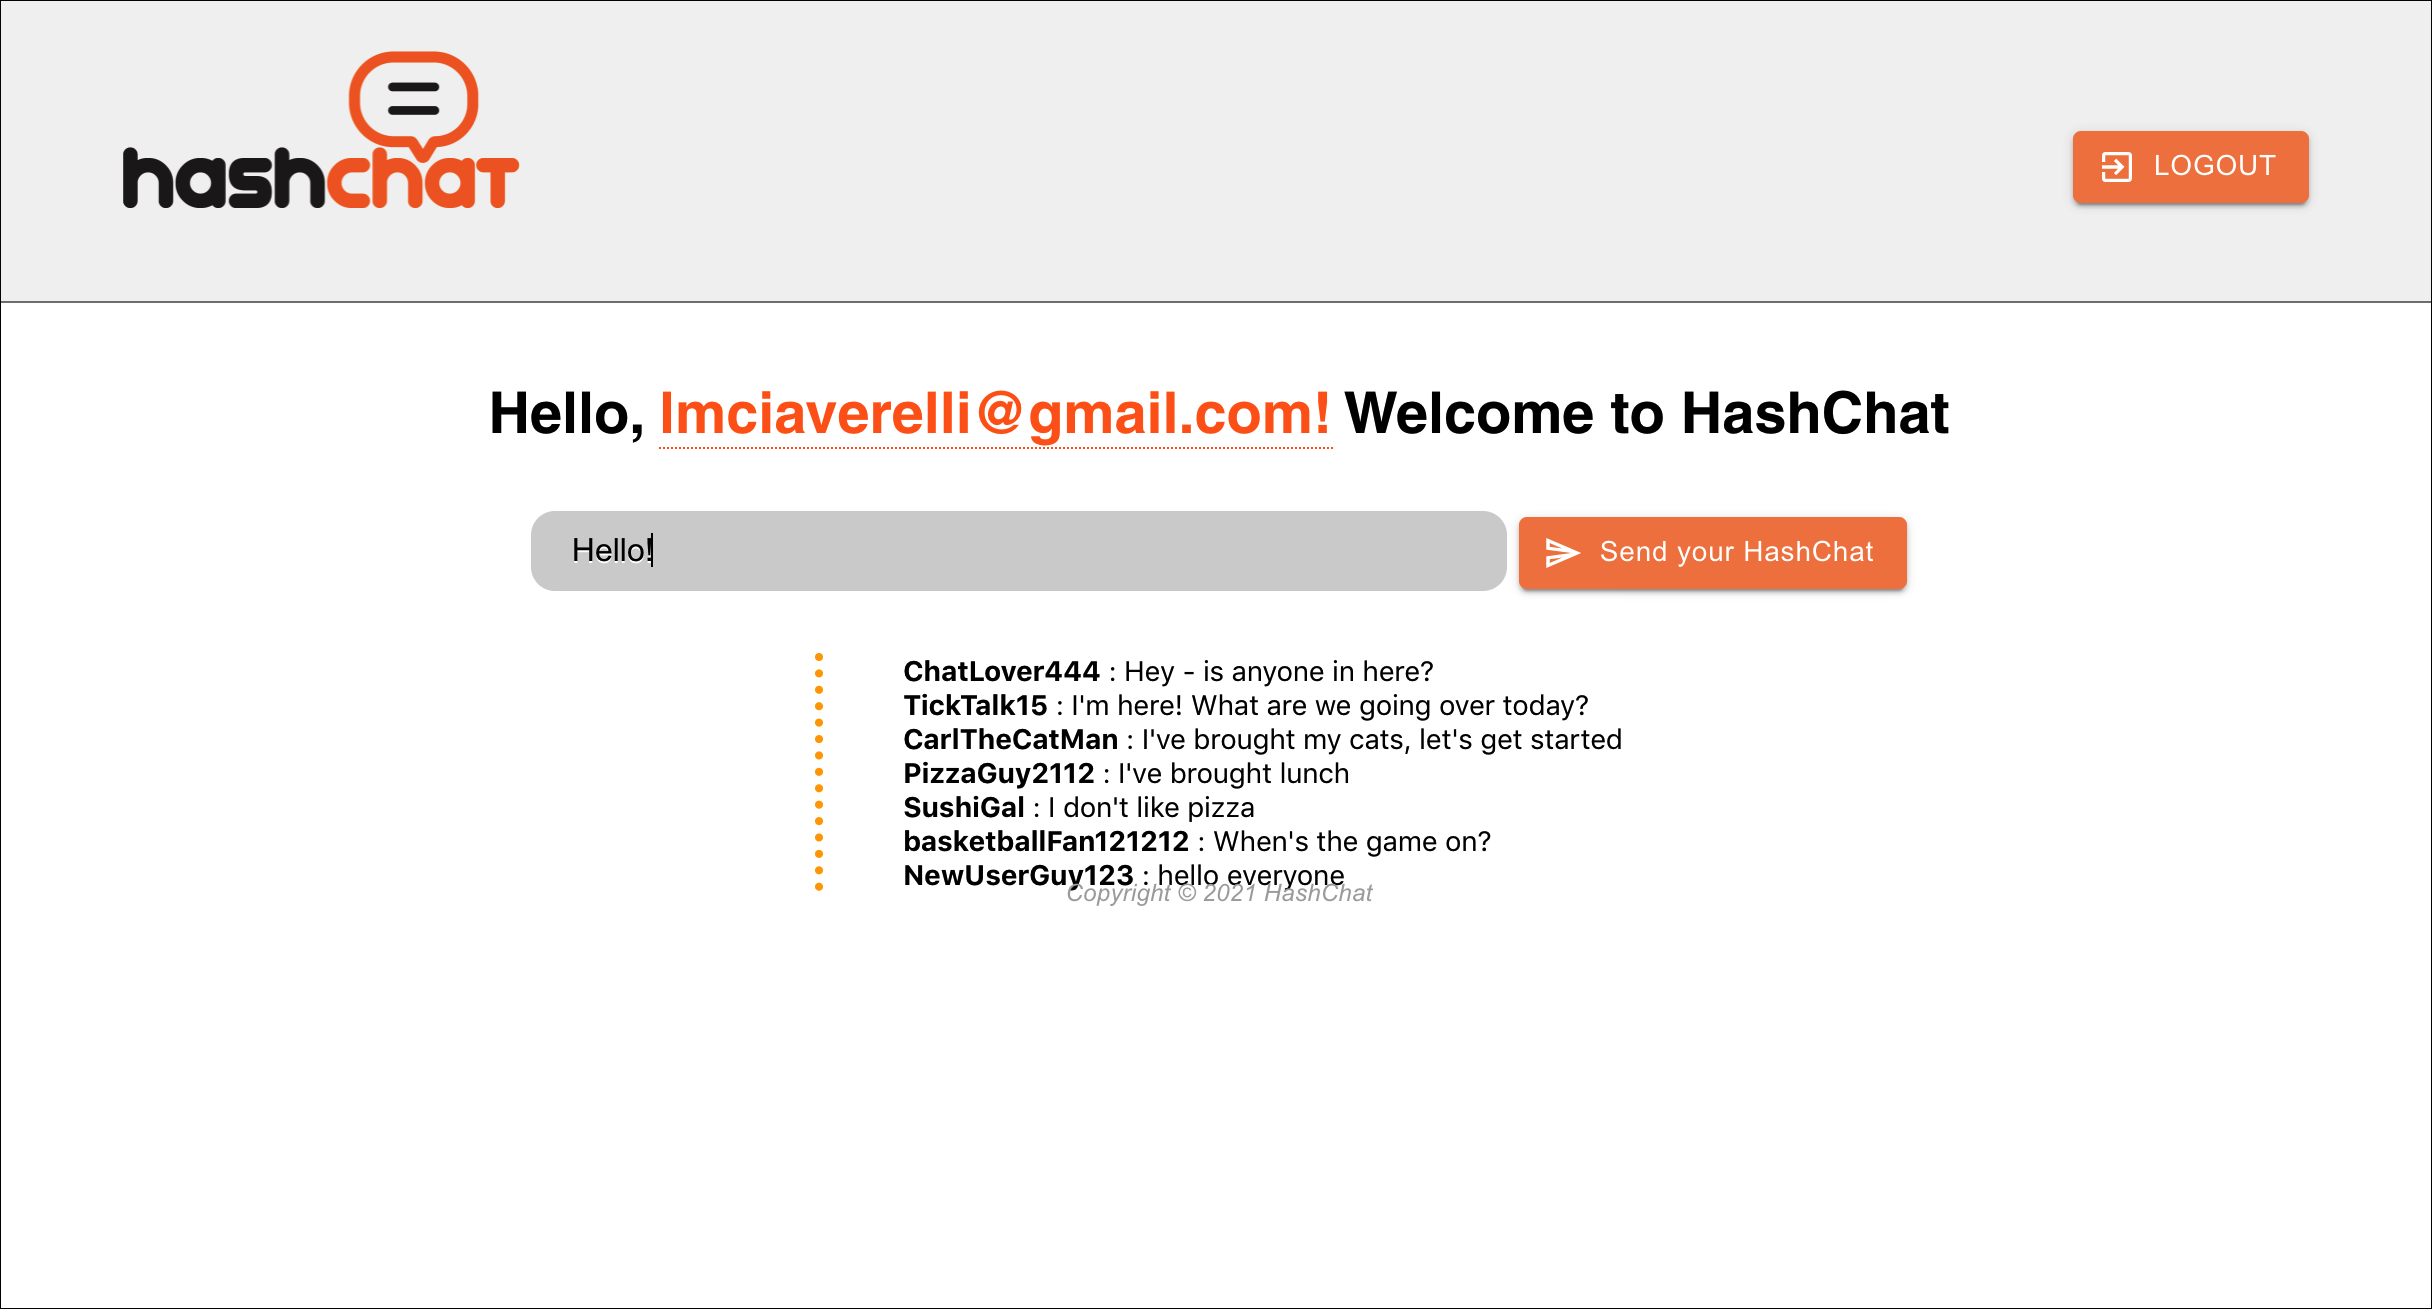 hashchat
LOGOUT
Hello, lmciaverelli@gmail.com! Welcome to HashChat
Hello!
Send your HashChat
ChatLover444 : Hey - is anyone in here?
TickTalk15 : I'm here! What are we going over today?
CarlTheCatMan : I've brought my cats, let's get started
PizzaGuy2112 : I've brought lunch
SushiGal : I don't like pizza
basketballFan121212 : When's the game on?
NewUserGuy123 : hello everyone
Copyright © 2021 HashChat